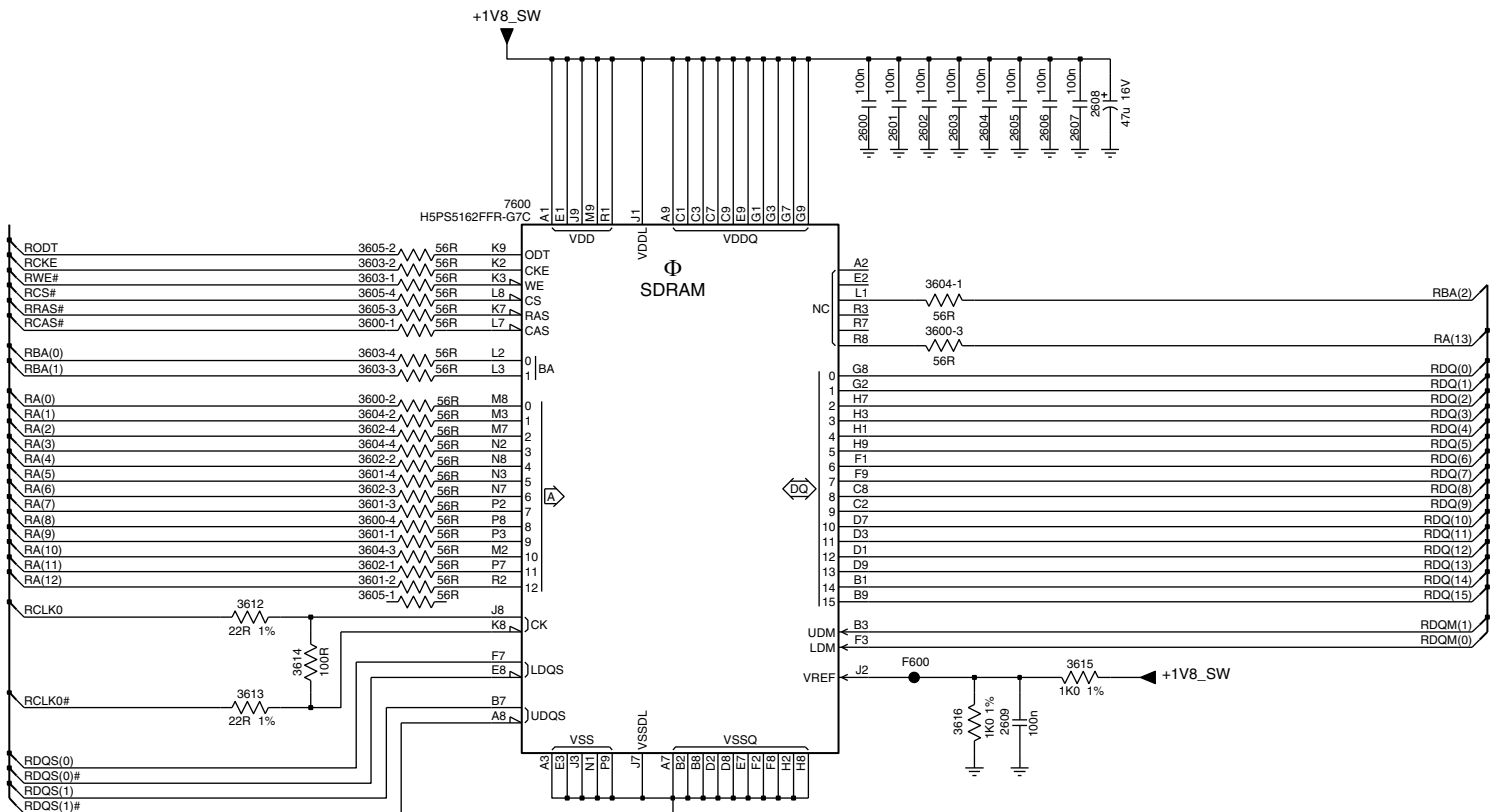 +1V8_SW
100n 100n 100n 100n 100n 100n 100n 100n 47u 16V
2600 2601 2602 2603 2604 2605 2606 2607 2608 +
7600
H5PS5162FFR-G7C
A1 E1 J9 M9 R1 J1 A9 C1 C3 C7 C9 E9 G1 G3 G7 G9
VDD VDDL VDDQ
Φ
SDRAM
RODT 3605-2 56R K9 ODT
RCKE 3603-2 56R K2 CKE
RWE# 3603-1 56R K3 WE
RCS# 3605-4 56R L8 CS
RRAS# 3605-3 56R K7 RAS
RCAS# 3600-1 56R L7 CAS
RBA(0) 3603-4 56R L2 0
RBA(1) 3603-3 56R L3 1
BA
RA(0) 3600-2 56R M8 0
RA(1) 3604-2 56R M3 1
RA(2) 3602-4 56R M7 2
RA(3) 3604-4 56R N2 3
RA(4) 3602-2 56R N8 4
RA(5) 3601-4 56R N3 5
RA(6) 3602-3 56R N7 6
RA(7) 3601-3 56R P2 7
RA(8) 3600-4 56R P8 8
RA(9) 3601-1 56R P3 9
RA(10) 3604-3 56R M2 10
RA(11) 3602-1 56R P7 11
RA(12) 3601-2 56R R2 12
3605-1 56R
A
RCLK0 3612 22R 1% J8
K8 CK
3614 100R
RCLK0# 3613 22R 1%
F7
E8 LDQS
B7
A8 UDQS
RDQS(0)
RDQS(0)#
RDQS(1)
RDQS(1)#
NC
A2
E2
L1 3604-1 56R RBA(2)
R3
R7
R8 3600-3 56R RA(13)
DQ
0 G8 RDQ(0)
1 G2 RDQ(1)
2 H7 RDQ(2)
3 H3 RDQ(3)
4 H1 RDQ(4)
5 H9 RDQ(5)
6 F1 RDQ(6)
7 F9 RDQ(7)
8 C8 RDQ(8)
9 C2 RDQ(9)
10 D7 RDQ(10)
11 D3 RDQ(11)
12 D1 RDQ(12)
13 D9 RDQ(13)
14 B1 RDQ(14)
15 B9 RDQ(15)
UDM B3 RDQM(1)
LDM F3 RDQM(0)
VREF J2 F600 3615 1K0 1% +1V8_SW
3616 1K0 1% 2609 100n
VSS VSSDL VSSQ
A3 E3 J3 N1 P9 J7 A7 B2 B8 D2 D8 E7 F2 F8 H2 H8